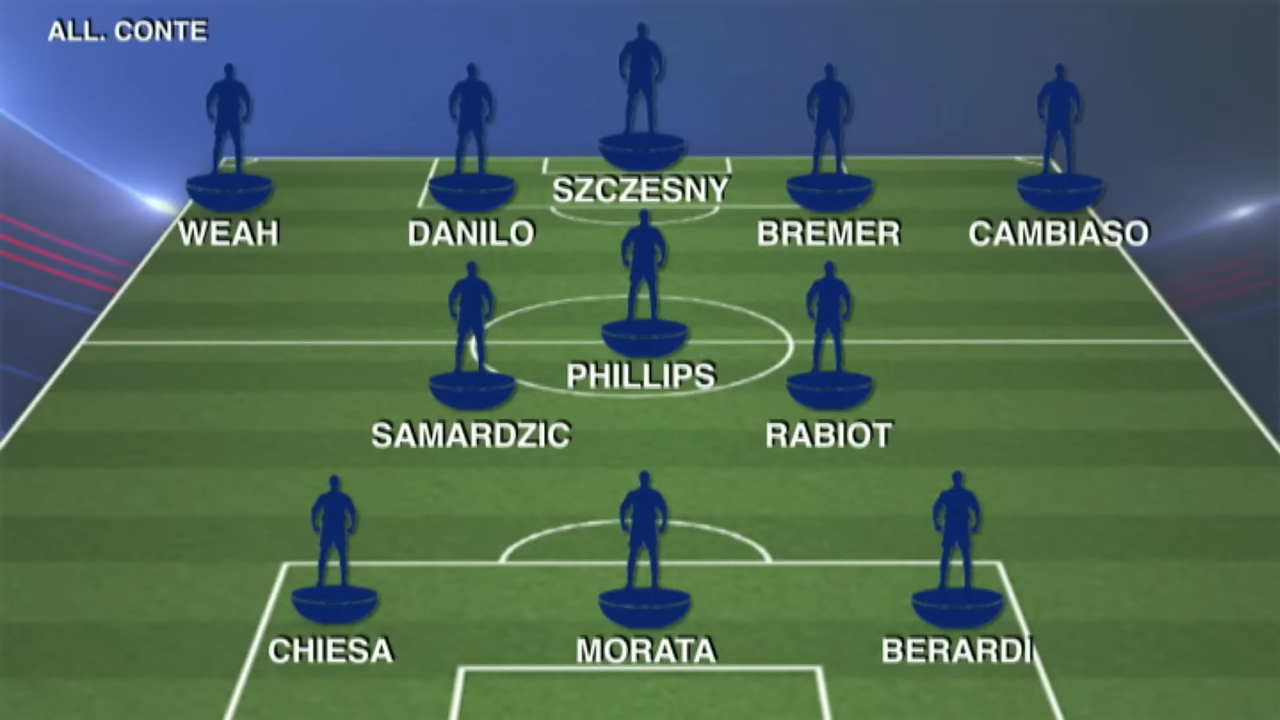 ALL. CONTE
SZCZESNY
WEAH
DANILO
BREMER
CAMBIASO
PHILLIPS
SAMARDZIC
RABIOT
CHIESA
MORATA
BERARDI